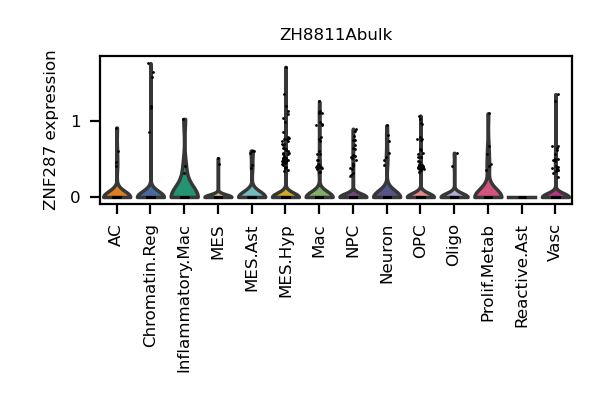 ZH8811Abulk
ZNF287 expression
1
0
AC
Chromatin.Reg
Inflammatory.Mac
MES
MES.Ast
MES.Hyp
Mac
NPC
Neuron
OPC
Oligo
Prolif.Metab
Reactive.Ast
Vasc